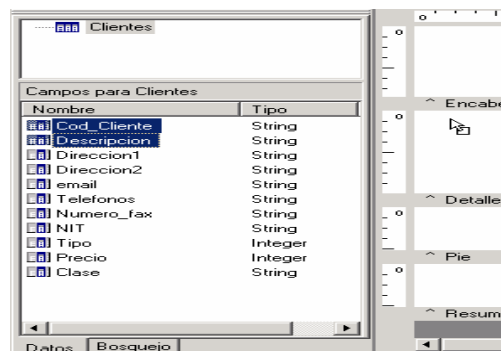 Clientes
Campos para Clientes
Nombre Tipo
Cod_Cliente String
Descripcion String
Direccion1 String
Direccion2 String
email String
Telefonos String
Numero_fax String
NIT String
Tipo Integer
Precio Integer
Clase String
Datos Bosquejo
^ Encabe
^ Detalle
^ Pie
^ Resum